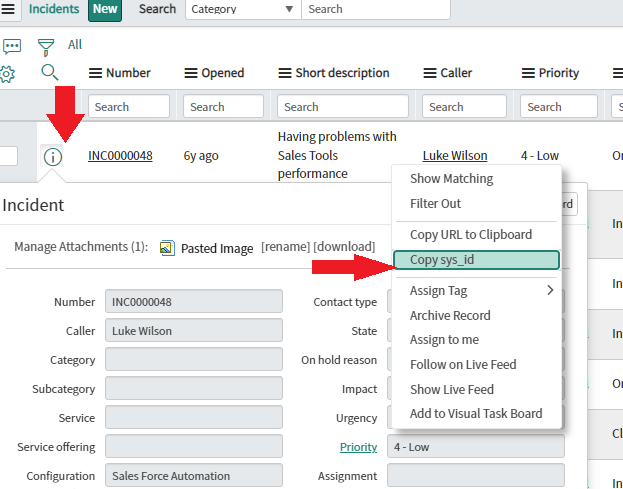 Incidents New Search Category Search
All
Number Opened Short description Caller Priority
Search Search Search Search Search
INC0000048 6y ago Having problems with Sales Tools performance Luke Wilson 4 - Low
Show Matching
Filter Out
Copy URL to Clipboard
Copy sys_id
Assign Tag
Archive Record
Assign to me
Follow on Live Feed
Show Live Feed
Add to Visual Task Board
Incident
Manage Attachments (1): Pasted Image [rename] [download]
Number INC0000048 Contact type
Caller Luke Wilson State
Category On hold reason
Subcategory Impact
Service Urgency
Service offering Priority 4 - Low
Configuration Sales Force Automation Assignment